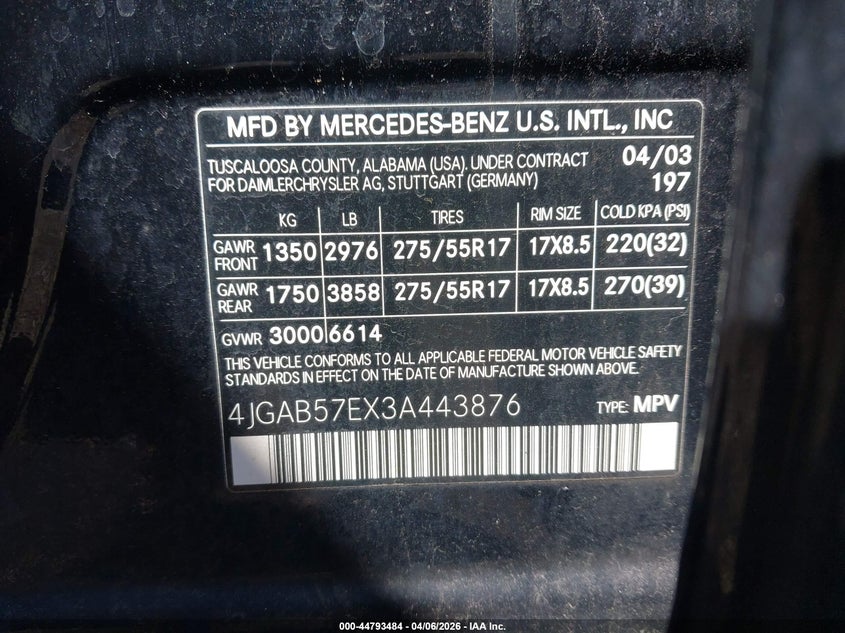 MFD BY MERCEDES-BENZ U.S. INTL., INC
TUSCALOOSA COUNTY, ALABAMA (USA). UNDER CONTRACT 04/03
FOR DAIMLERCHRYSLER AG, STUTTGART (GERMANY) 197
KG LB TIRES RIM SIZE COLD KPA (PSI)
GAWR FRONT 1350 2976 275/55R17 17X8.5 220(32)
GAWR REAR 1750 3858 275/55R17 17X8.5 270(39)
GVWR 3000 6614
THIS VEHICLE CONFORMS TO ALL APPLICABLE FEDERAL MOTOR VEHICLE SAFETY
STANDARDS IN EFFECT ON THE DATE OF MANUFACTURE SHOWN ABOVE.
4JGAB57EX3A443876 TYPE: MPV
000-44793484 - 04/06/2026 - IAA Inc.